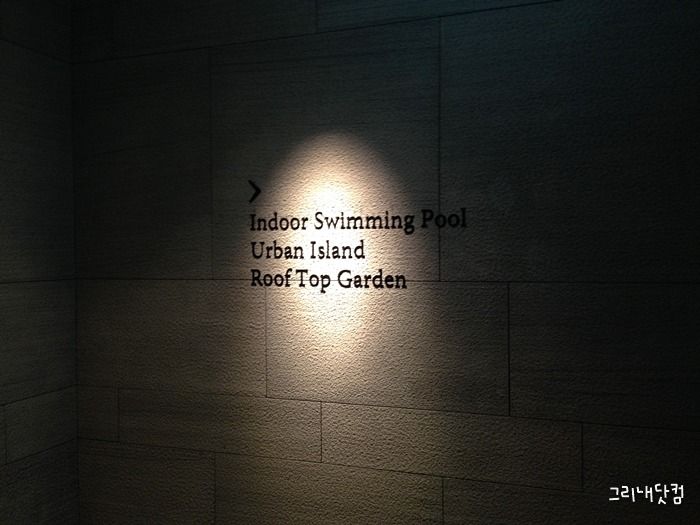 >
Indoor Swimming Pool
Urban Island
Roof Top Garden
그리내닷컴